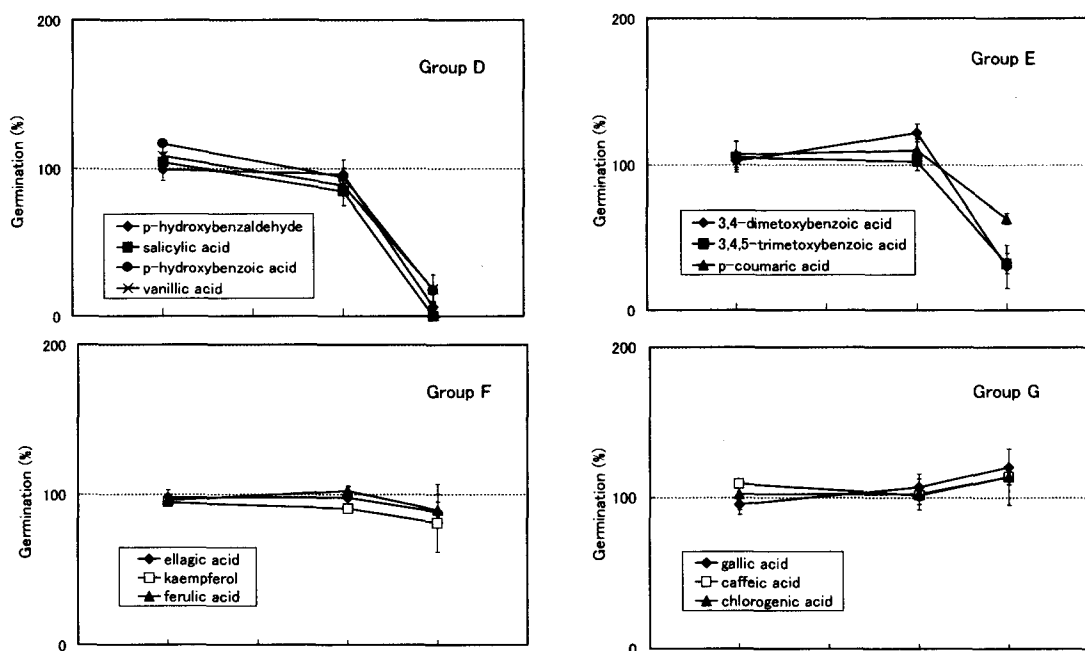 200
Group D
Germination (%)
100
p-hydroxybenzaldehyde
salicylic acid
p-hydroxybenzoic acid
vanillic acid
0
200
Group E
Germination (%)
100
3,4-dimetoxybenzoic acid
3,4,5-trimetoxybenzoic acid
p-coumaric acid
0
200
Group F
Germination (%)
100
ellagic acid
kaempferol
ferulic acid
0
200
Group G
Germination (%)
100
gallic acid
caffeic acid
chlorogenic acid
0